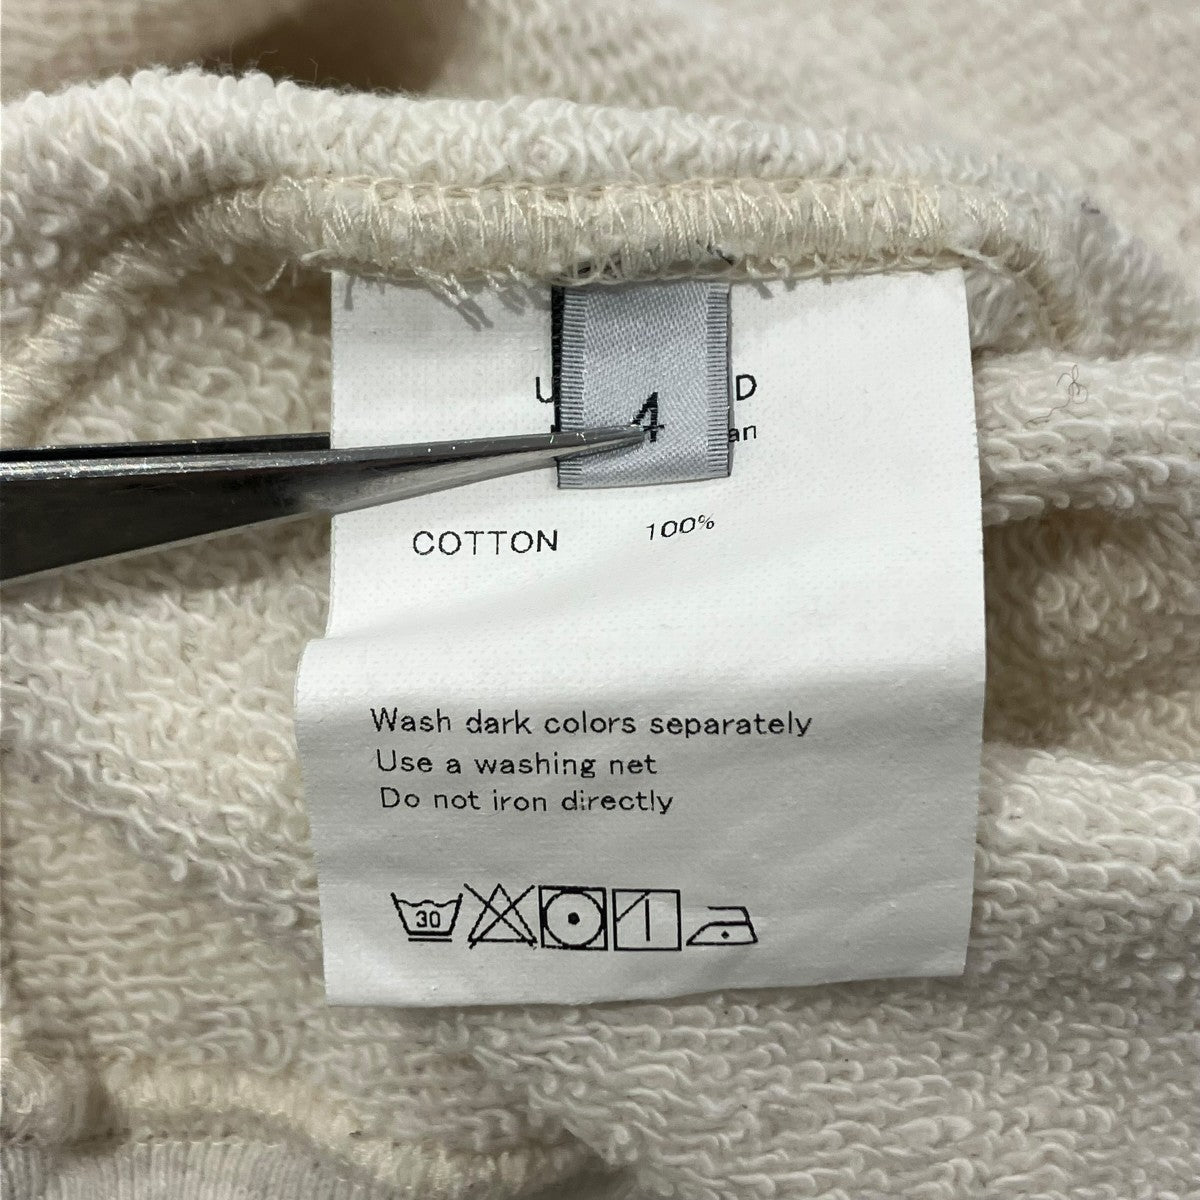 4
COTTON 100%
Wash dark colors separately
Use a washing net
Do not iron directly
30